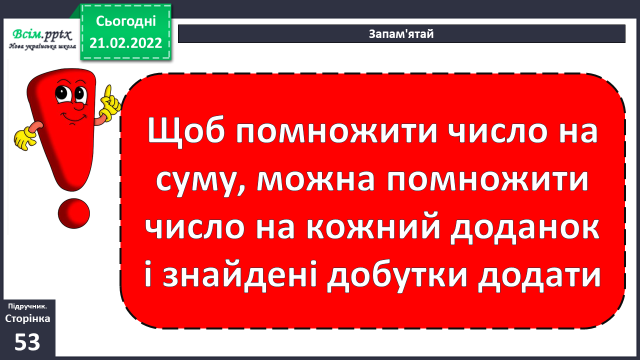 Всім.pptx
Нова українська школа
Сьогодні
21.02.2022
Запам'ятай
Щоб помножити число на
суму, можна помножити
число на кожний доданок
і знайдені добутки додати
Підручник.
Сторінка
53